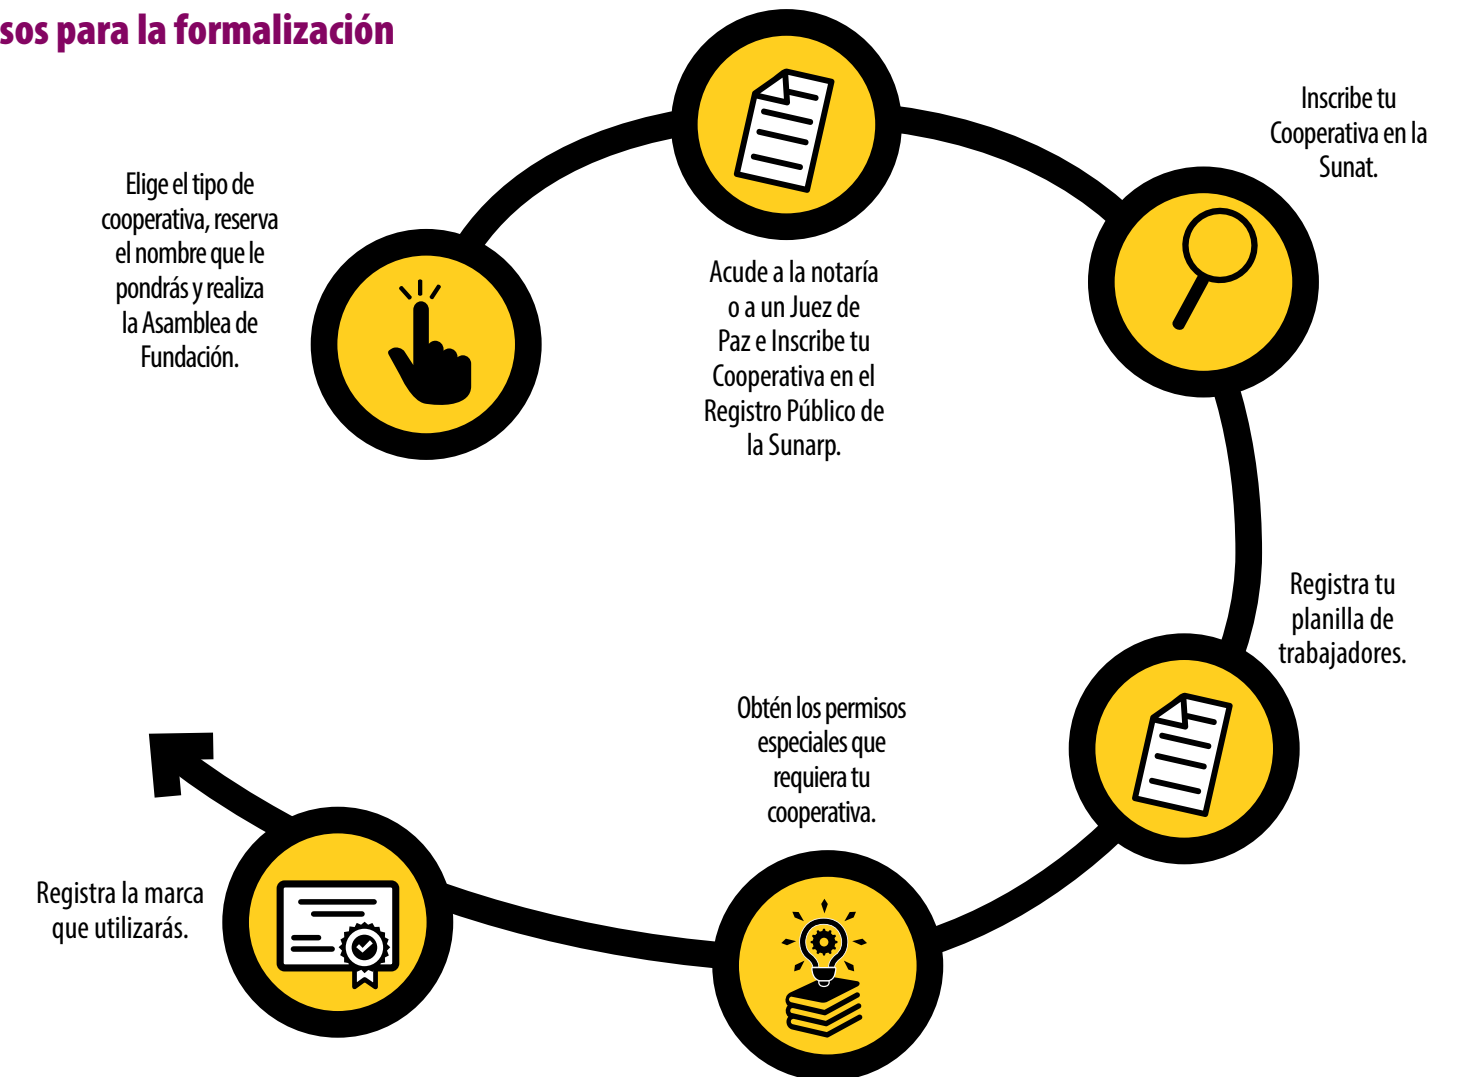 sos para la formalización
Elige el tipo de
cooperativa, reserva
el nombre que le
pondrás y realiza
la Asamblea de
Fundación.
Acude a la notaría
o a un Juez de
Paz e Inscribe tu
Cooperativa en el
Registro Público de
la Sunarp.
Inscribe tu
Cooperativa en la
Sunat.
Registra tu
planilla de
trabajadores.
Obtén los permisos
especiales que
requiera tu
cooperativa.
Registra la marca
que utilizarás.